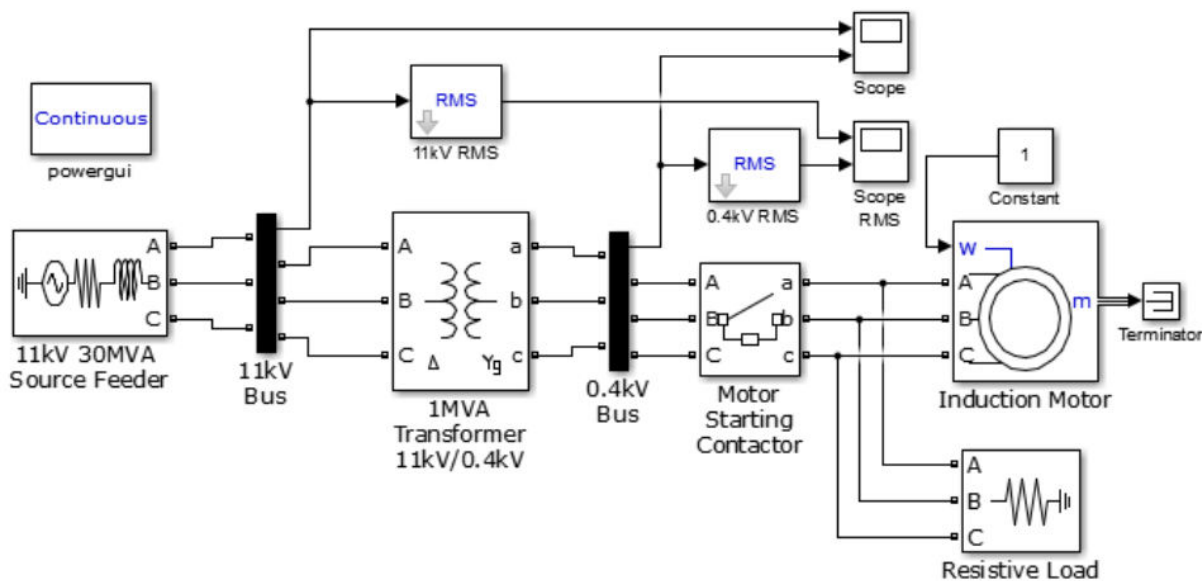 Continuous
powergui
RMS
11kV RMS
Scope
RMS
0.4kV RMS
Scope
RMS
1
Constant
A
B
C
11kV 30MVA
Source Feeder
11kV
Bus
A
B
C
a
b
c
Δ
Yg
1MVA
Transformer
11kV/0.4kV
0.4kV
Bus
A
B
C
a
b
c
Motor
Starting
Contactor
w
A
B
C
m
Induction Motor
Terminator
A
B
C
Resistive Load